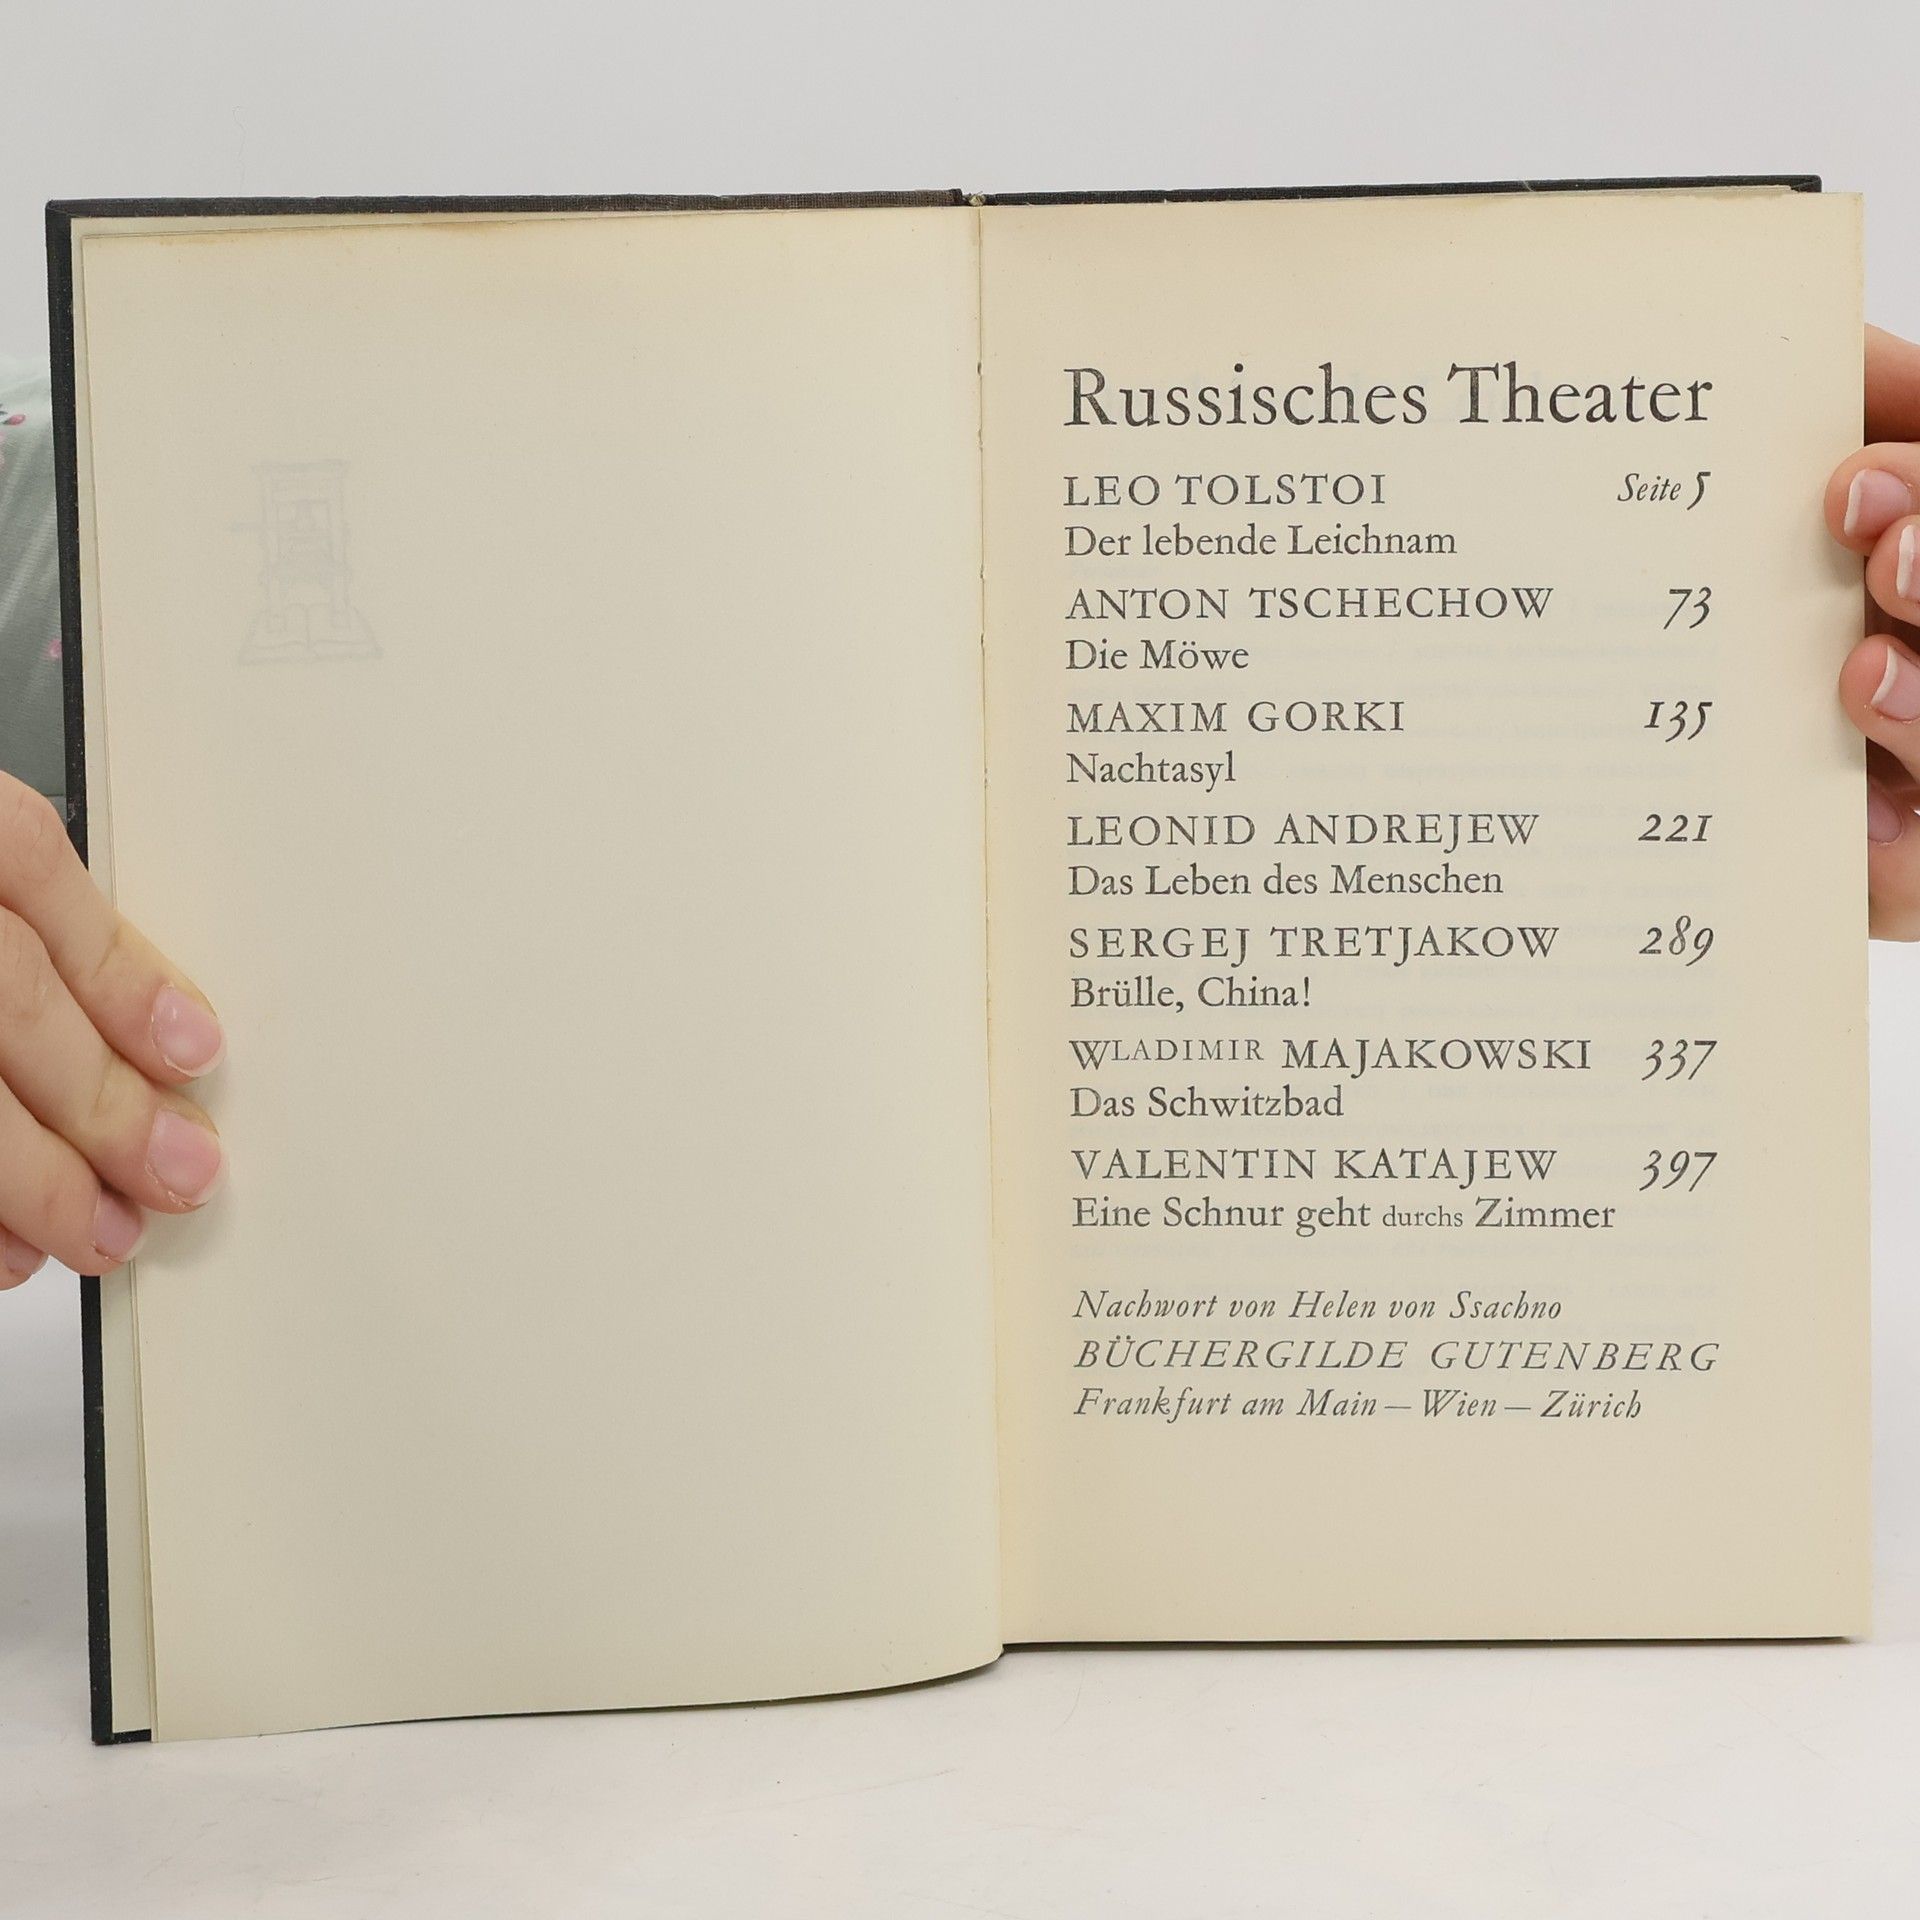 Russisches Theater
LEO TOLSTOI Seite 5
Der lebende Leichnam
ANTON TSCHECHOW 73
Die Möwe
MAXIM GORKI 135
Nachtasyl
LEONID ANDREJEW 221
Das Leben des Menschen
SERGEJ TRETJAKOW 289
Brülle, China!
WLADIMIR MAJAKOWSKI 337
Das Schwitzbad
VALENTIN KATAJEW 397
Eine Schnur geht durchs Zimmer
Nachwort von Helen von Ssachno
BÜCHERGILDE GUTENBERG
Frankfurt am Main — Wien — Zürich